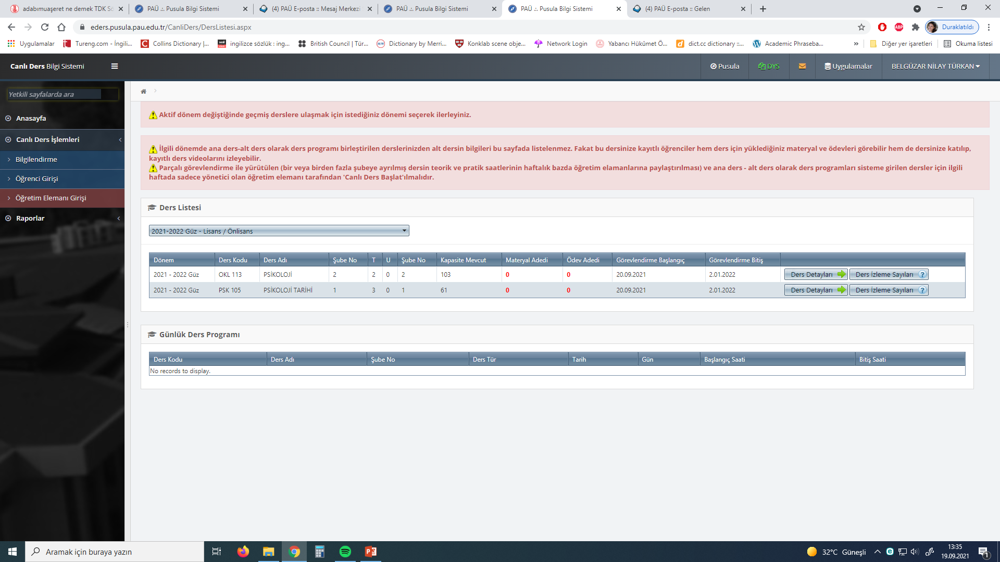 adabımuaşeret ne demek TDK Sö
PAÜ .:. Pusula Bilgi Sistemi
(4) PAÜ E-posta :: Mesaj Merkezi
PAÜ .:. Pusula Bilgi Sistemi
PAÜ .:. Pusula Bilgi Sistemi
(4) PAÜ E-posta :: Gelen
eders.pusula.pau.edu.tr/CanliDers/DersListesi.aspx
ABP
Duraklatıldı
Uygulamalar
Tureng.com - İngili...
Collins Dictionary |...
ingilizce sözlük : ing...
British Council | Tür...
Dictionary by Merri...
Konklab scene obje...
Network Login
Yabancı Hükûmet Ö...
dict.cc dictionary ::...
Academic Phraseba...
»
Diğer yer işaretleri
Okuma listesi
Canlı Ders Bilgi Sistemi
Pusula
DYS
Uygulamalar
BELGÜZAR NİLAY TÜRKAN
Yetkili sayfalarda ara
Anasayfa
Canlı Ders İşlemleri
Bilgilendirme
Öğrenci Girişi
Öğretim Elemanı Girişi
Raporlar
Aktif dönem değiştiğinde geçmiş derslere ulaşmak için istediğiniz dönemi seçerek ilerleyiniz.
İlgili dönemde ana ders-alt ders olarak ders programı birleştirilen derslerinizden alt dersin bilgileri bu sayfada listelenmez. Fakat bu dersinize kayıtlı öğrenciler hem ders için yüklediğiniz materyal ve ödevleri görebilir hem de dersinize katılıp,
kayıtlı ders videolarını izleyebilir.
Parçalı görevlendirme ile yürütülen (bir veya birden fazla şubeye ayrılmış dersin teorik ve pratik saatlerinin haftalık bazda öğretim elamanlarına paylaştırılması) ve ana ders - alt ders olarak ders programları sisteme girilen dersler için ilgili
haftada sadece yönetici olan öğretim elemanı tarafından 'Canlı Ders Başlat'ılmalıdır.
Ders Listesi
2021-2022 Güz - Lisans / Önlisans
Dönem Ders Kodu Ders Adı Şube No T U Şube No Kapasite Mevcut Materyal Adedi Ödev Adedi Görevlendirme Başlangıç Görevlendirme Bitiş
2021 - 2022 Güz OKL 113 PSİKOLOJİ 2 2 0 2 103 0 0 20.09.2021 2.01.2022 Ders Detayları Ders İzleme Sayıları ?
2021 - 2022 Güz PSK 105 PSİKOLOJİ TARİHİ 1 3 0 1 61 0 0 20.09.2021 2.01.2022 Ders Detayları Ders İzleme Sayıları ?
Günlük Ders Programı
Ders Kodu Ders Adı Şube No Ders Tür Tarih Gün Başlangıç Saati Bitiş Saati
No records to display.
Aramak için buraya yazın
32°C Güneşli
13:35
19.09.2021
1